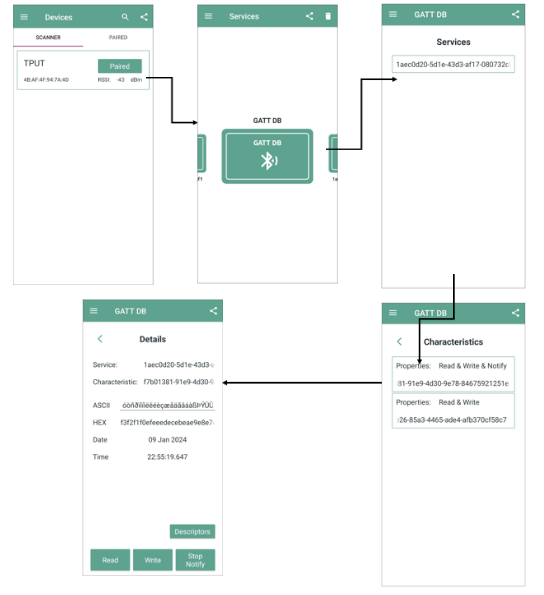 Devices
SCANNER PAIRED
TPUT
Paired
4B:AF:4F:94:7A:40 RSSI: -43 dBm
Services
GATT DB
GATT DB
F1
1a
GATT DB
Services
1aec0d20-5d1e-43d3-af17-080732c
GATT DB
Characteristics
Properties: Read & Write & Notify
81-91e9-4d30-9e78-84675921251e
Properties: Read & Write
26-85a3-4465-ade4-afb370cf58c7
GATT DB
Details
Service: 1aec0d20-5d1e-43d3-
Characteristic: f7b01381-91e9-4d30-9
ASCII
HEX f3f2f1f0efeeedecebeae9e8e7
Date 09 Jan 2024
Time 22:55:19.647
Descriptors
Read Write Stop
Notify